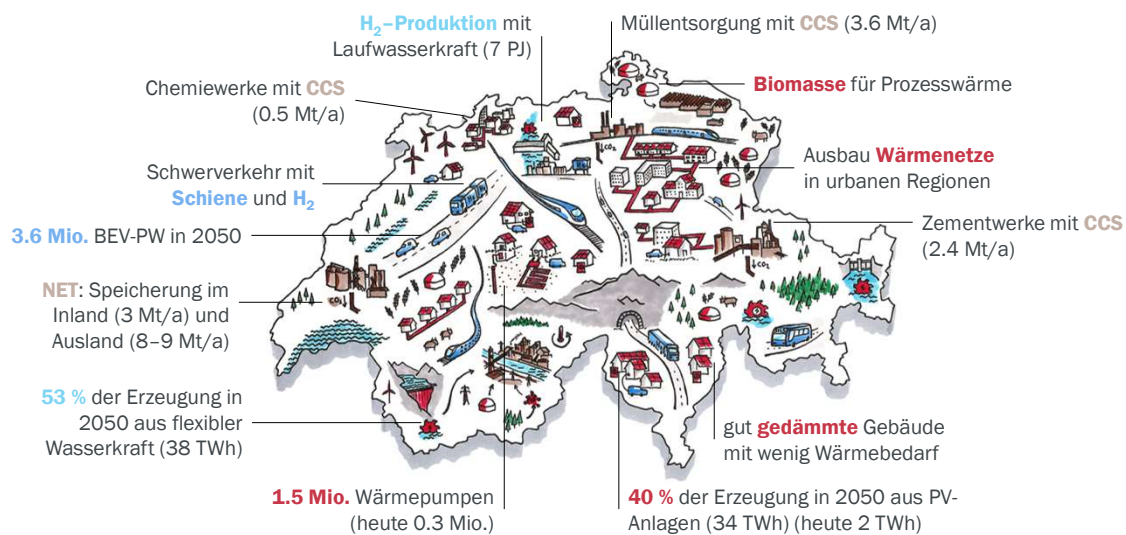 H₂–Produktion mit
Laufwasserkraft (7 PJ)
Müllentsorgung mit CCS (3.6 Mt/a)
Chemiewerke mit CCS
(0.5 Mt/a)
Biomasse für Prozesswärme
Schwerverkehr mit
Schiene und H₂
Ausbau Wärmenetze
in urbanen Regionen
3.6 Mio. BEV-PW in 2050
Zementwerke mit CCS
(2.4 Mt/a)
NET: Speicherung im
Inland (3 Mt/a) und
Ausland (8–9 Mt/a)
53 % der Erzeugung in
2050 aus flexibler
Wasserkraft (38 TWh)
gut gedämmte Gebäude
mit wenig Wärmebedarf
1.5 Mio. Wärmepumpen
(heute 0.3 Mio.)
40 % der Erzeugung in 2050 aus PV-
Anlagen (34 TWh) (heute 2 TWh)
CO₂
CO₂
CO₂